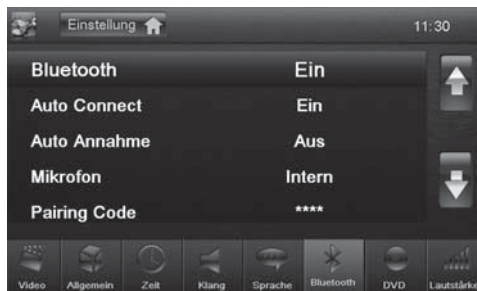 Einstellung 11:30
Bluetooth Ein
Auto Connect Ein
Auto Annahme Aus
Mikrofon Intern
Pairing Code ****
Video Allgemein Zeit Klang Sprache Bluetooth DVD Lautstärke